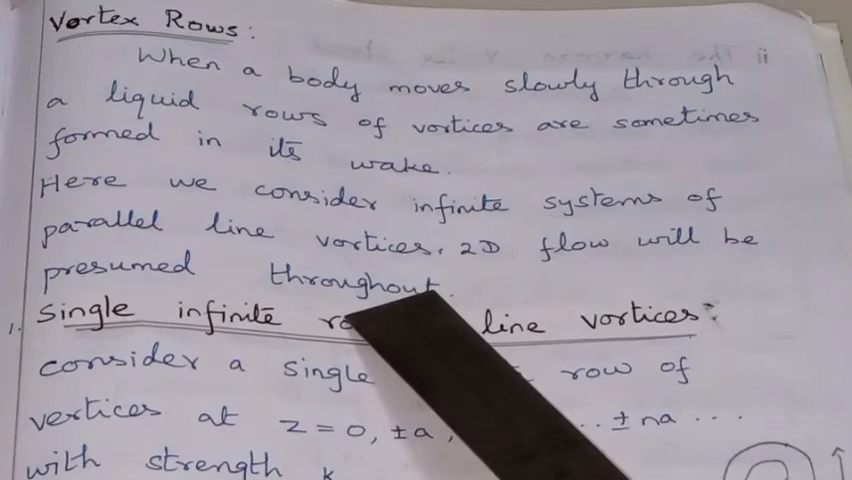 Vortex Rows:
When a body moves slowly through
a liquid rows of vortices are sometimes
formed in its wake.
Here we consider infinite systems of
parallel line vortices. 2D flow will be
presumed throughout.
1. Single infinite line vortices:
consider a single row of
vertices at z = 0, ±a, .. ±na ...
with strength k